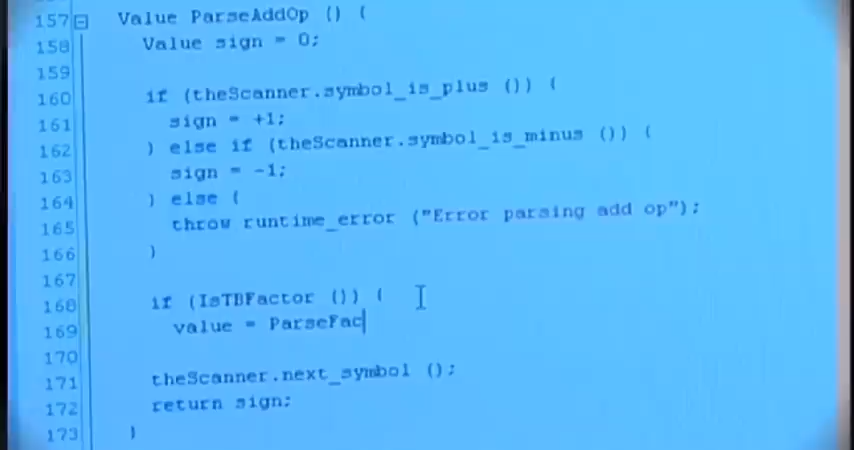 157 Value ParseAddOp () {
158 Value sign = 0;
159
160 if (theScanner.symbol_is_plus ()) {
161 sign = +1;
162 } else if (theScanner.symbol_is_minus ()) {
163 sign = -1;
164 } else {
165 throw runtime_error ("Error parsing add op");
166 }
167
168 if (IsTBFactor ()) {
169 value = ParseFac
170
171 theScanner.next_symbol ();
172 return sign;
173 }